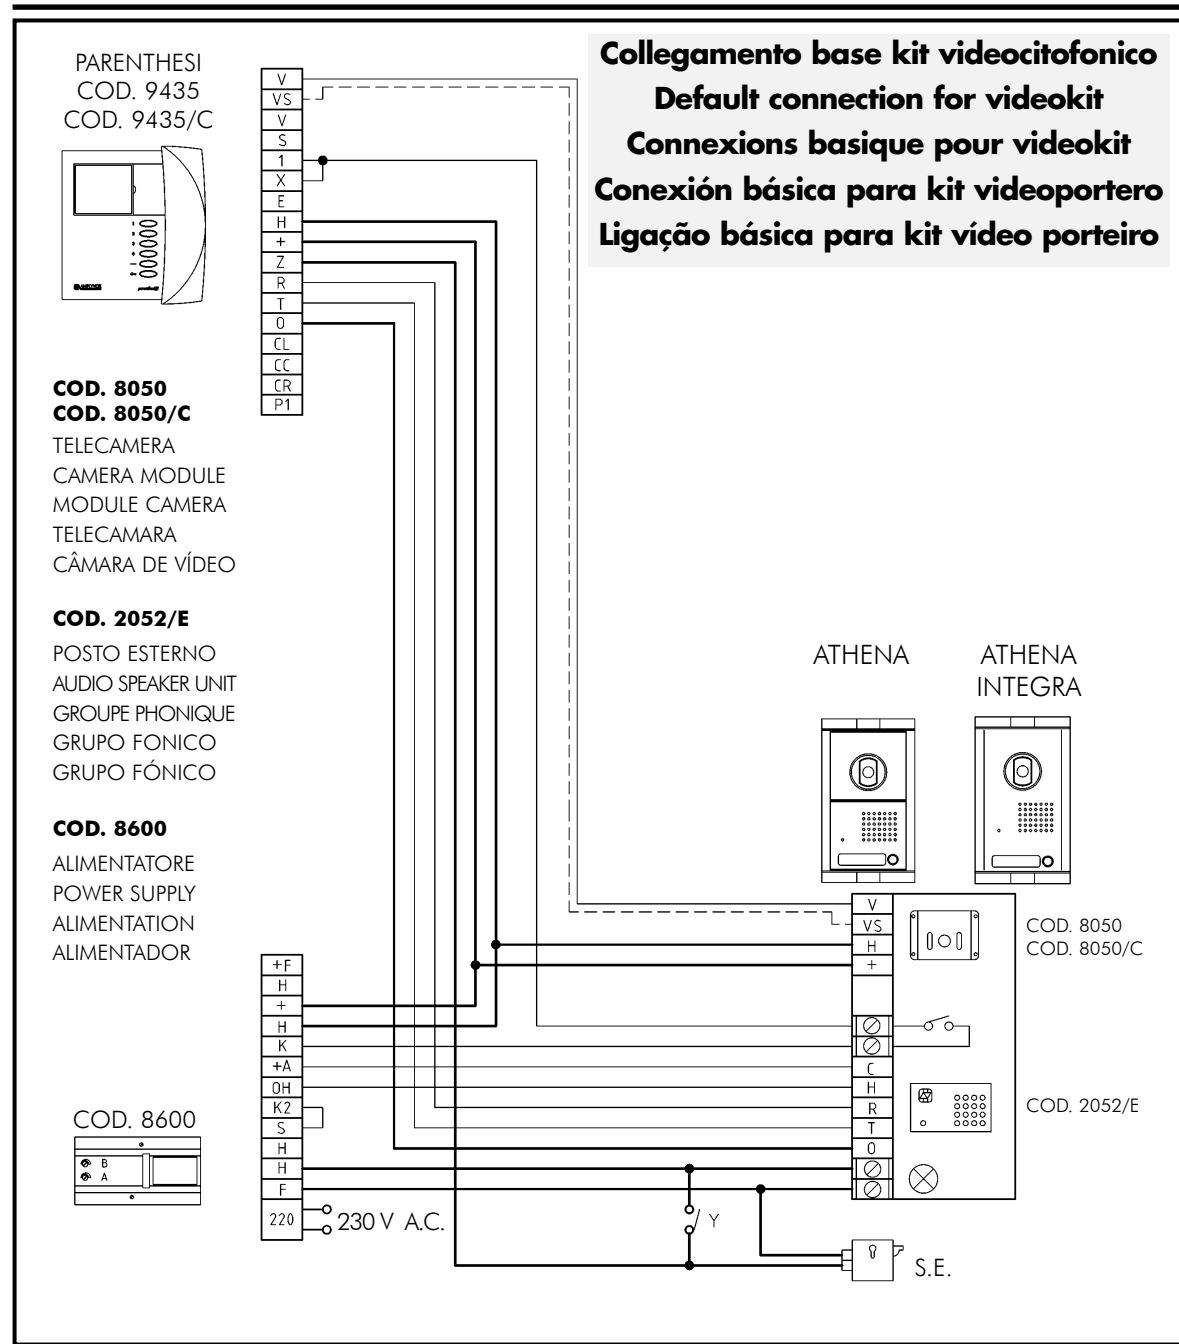 Collegamento base kit videocitofonico
Default connection for videokit
Connexions basique pour videokit
Conexión básica para kit videoportero
Ligação básica para kit vídeo porteiro
PARENTHESI
COD. 9435
COD. 9435/C
V
VS
V
S
1
X
E
H
+
Z
R
T
0
CL
CC
CR
P1
COD. 8050
COD. 8050/C
TELECAMERA
CAMERA MODULE
MODULE CAMERA
TELECAMARA
CÂMARA DE VÍDEO
COD. 2052/E
POSTO ESTERNO
AUDIO SPEAKER UNIT
GROUPE PHONIQUE
GRUPO FONICO
GRUPO FÓNICO
COD. 8600
ALIMENTATORE
POWER SUPPLY
ALIMENTATION
ALIMENTADOR
+F
H
+
H
K
+A
0H
K2
S
H
H
F
220
230 V A.C.
COD. 8600
B
A
ATHENA
ATHENA
INTEGRA
V
VS
H
+
C
H
R
T
0
COD. 8050
COD. 8050/C
COD. 2052/E
Y
S.E.